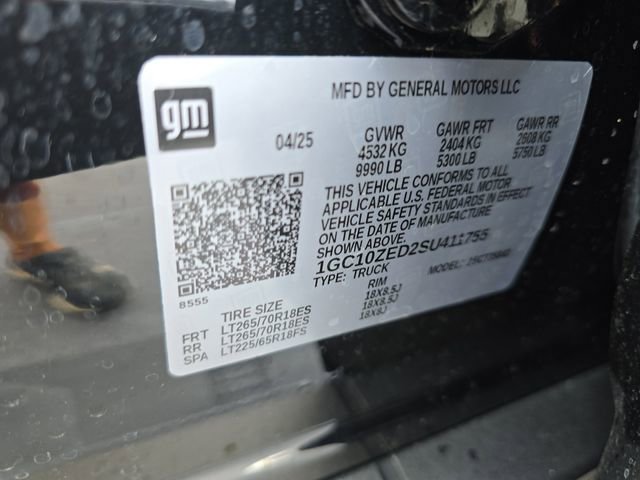 gm
MFD BY GENERAL MOTORS LLC
04/25
GVWR GAWR FRT GAWR RR
4532 KG 2404 KG 2608 KG
9990 LB 5300 LB 5750 LB
THIS VEHICLE CONFORMS TO ALL
APPLICABLE U.S. FEDERAL MOTOR
VEHICLE SAFETY STANDARDS IN EFFECT
ON THE DATE OF MANUFACTURE
SHOWN ABOVE.
1GC10ZED2SU411755
TYPE: TRUCK MODEL:
8555
TIRE SIZE RIM
FRT LT265/70R18ES 18X8.5J
RR LT265/70R18ES 18X8.5J
SPA LT225/65R18FS 18X8J